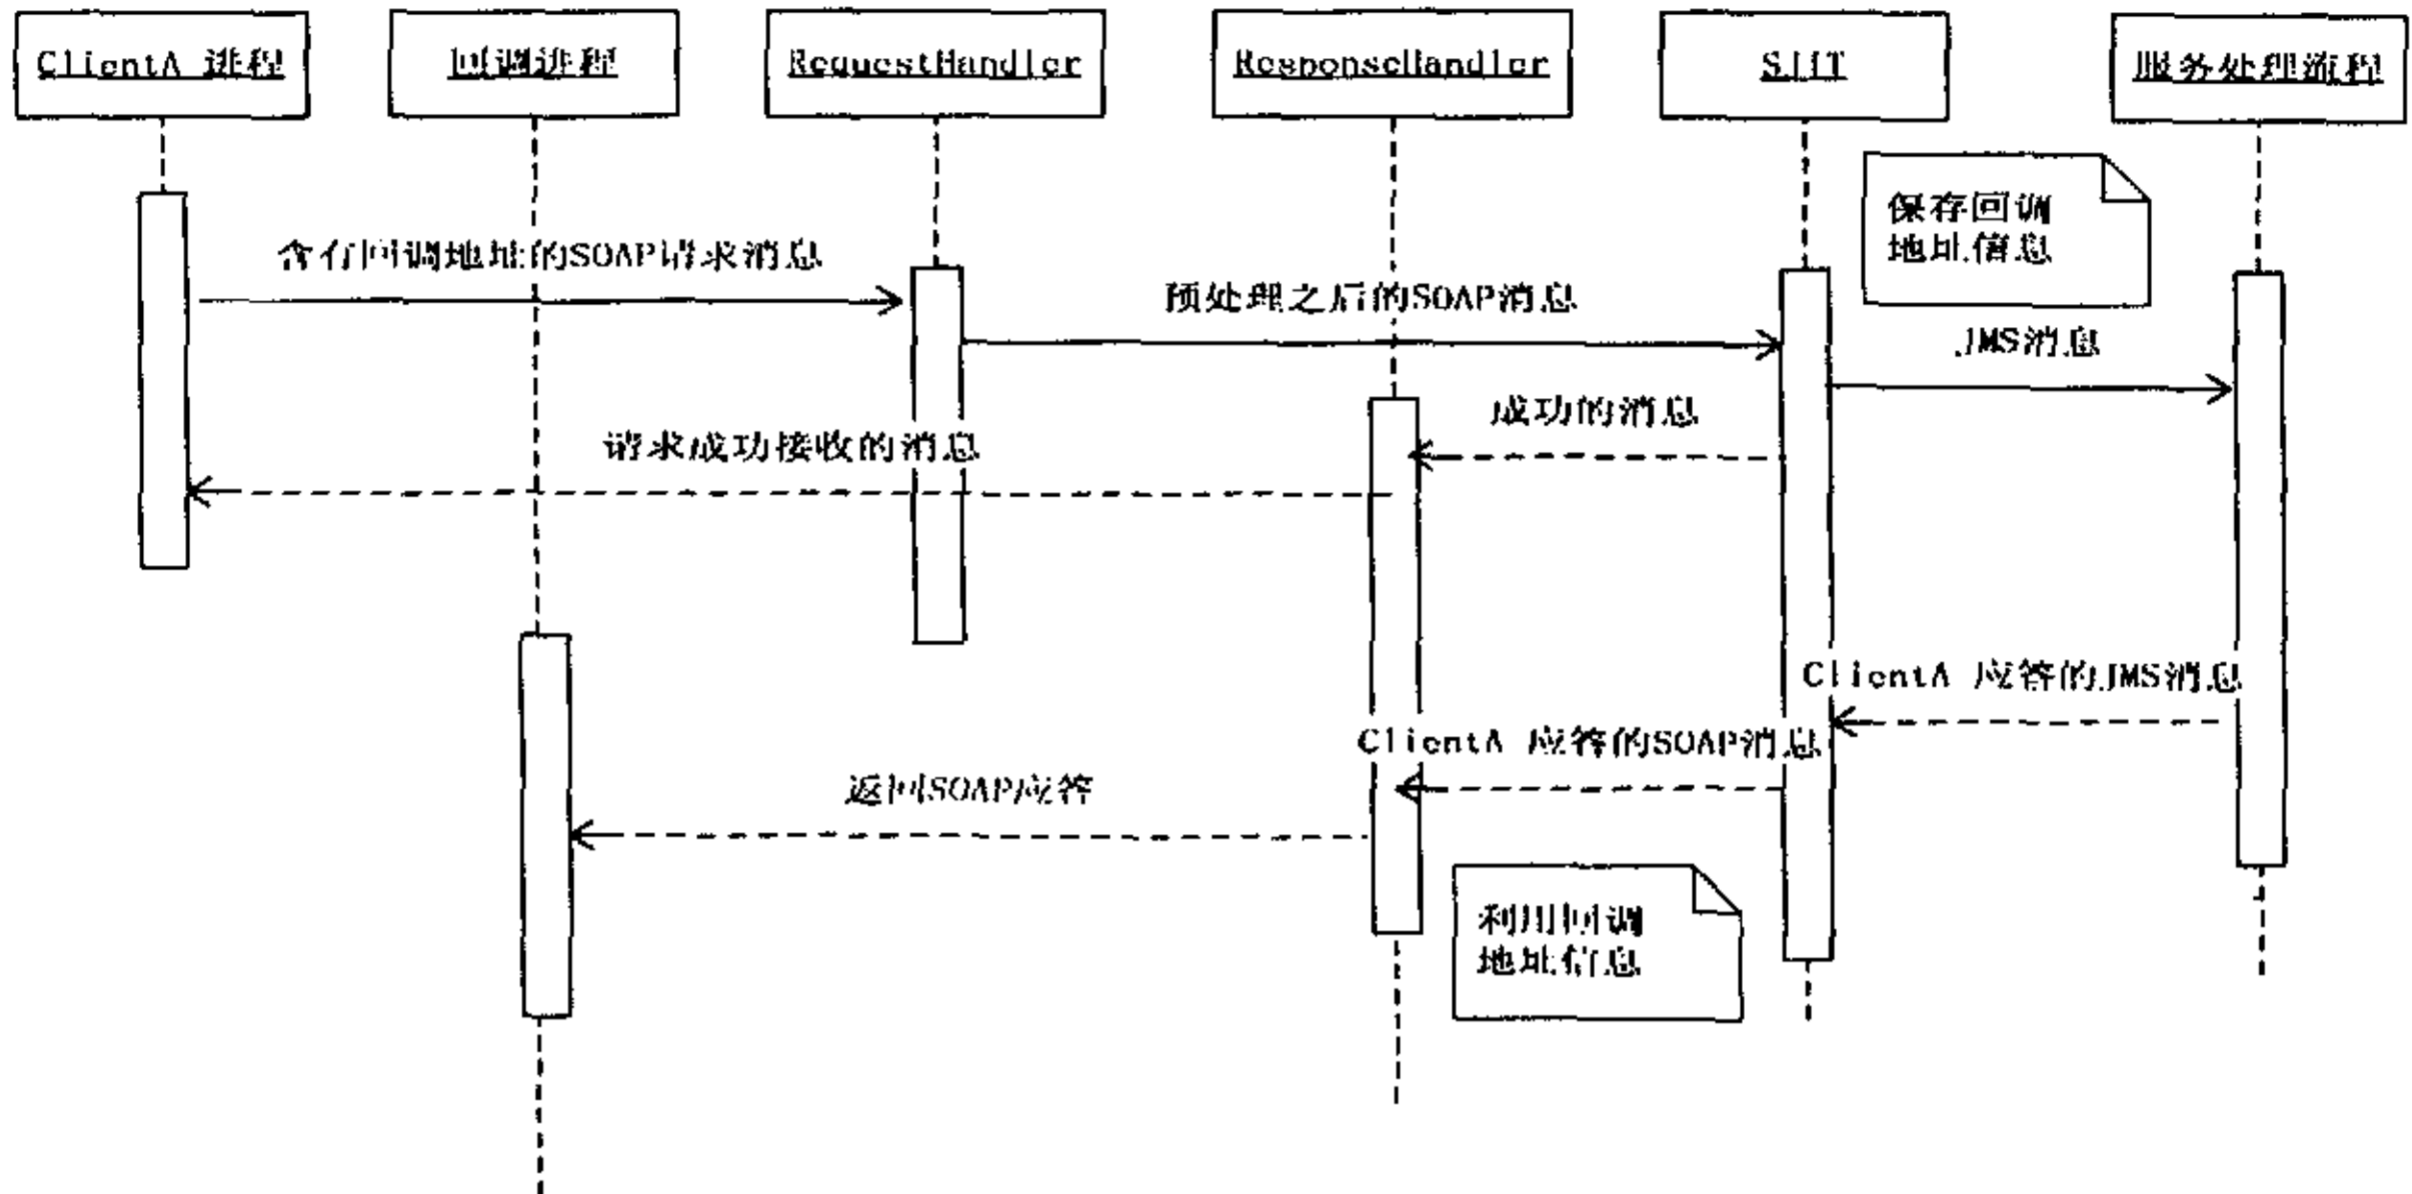 ClientA 进程
回调进程
RequestHandler
ResponseHandler
服务处理流程
保存回调
地址信息
含有回调地址的SOAP请求消息
预处理之后的SOAP消息
JMS消息
成功的消息
请求成功接收的消息
ClientA 应答的JMS消息
ClientA 应答的SOAP消息
返回SOAP应答
利用回调
地址信息